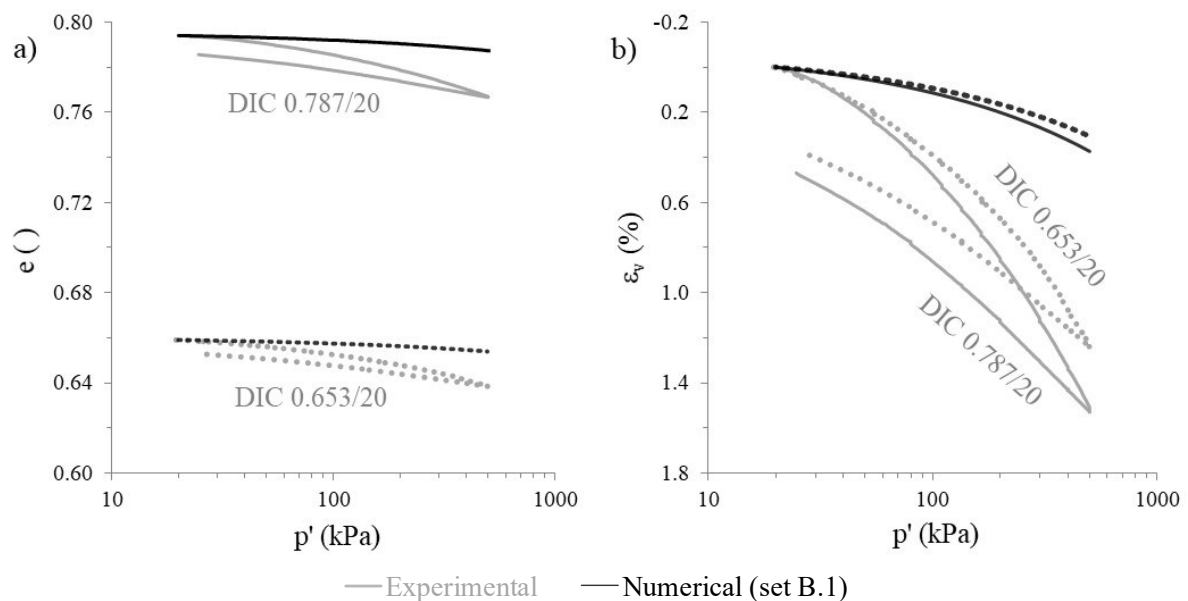 a)
0.80
0.76
0.72
0.68
0.64
0.60
e ( )
DIC 0.787/20
DIC 0.653/20
10
100
1000
p' (kPa)
b)
-0.2
0.2
0.6
1.0
1.4
1.8
εv (%)
DIC 0.653/20
DIC 0.787/20
10
100
1000
p' (kPa)
Experimental
Numerical (set B.1)